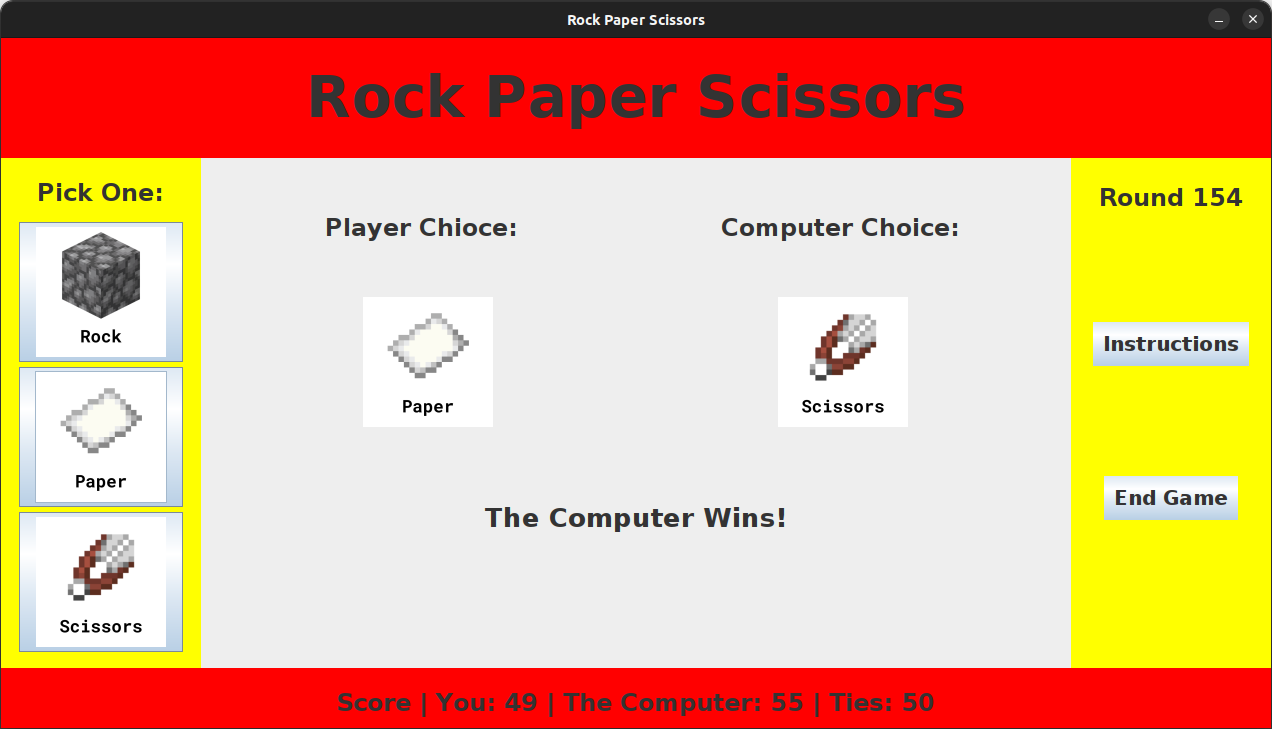 Rock Paper Scissors
Rock Paper Scissors
Pick One:
Rock
Paper
Scissors
Player Chioce:
Paper
Computer Choice:
Scissors
The Computer Wins!
Round 154
Instructions
End Game
Score | You: 49 | The Computer: 55 | Ties: 50